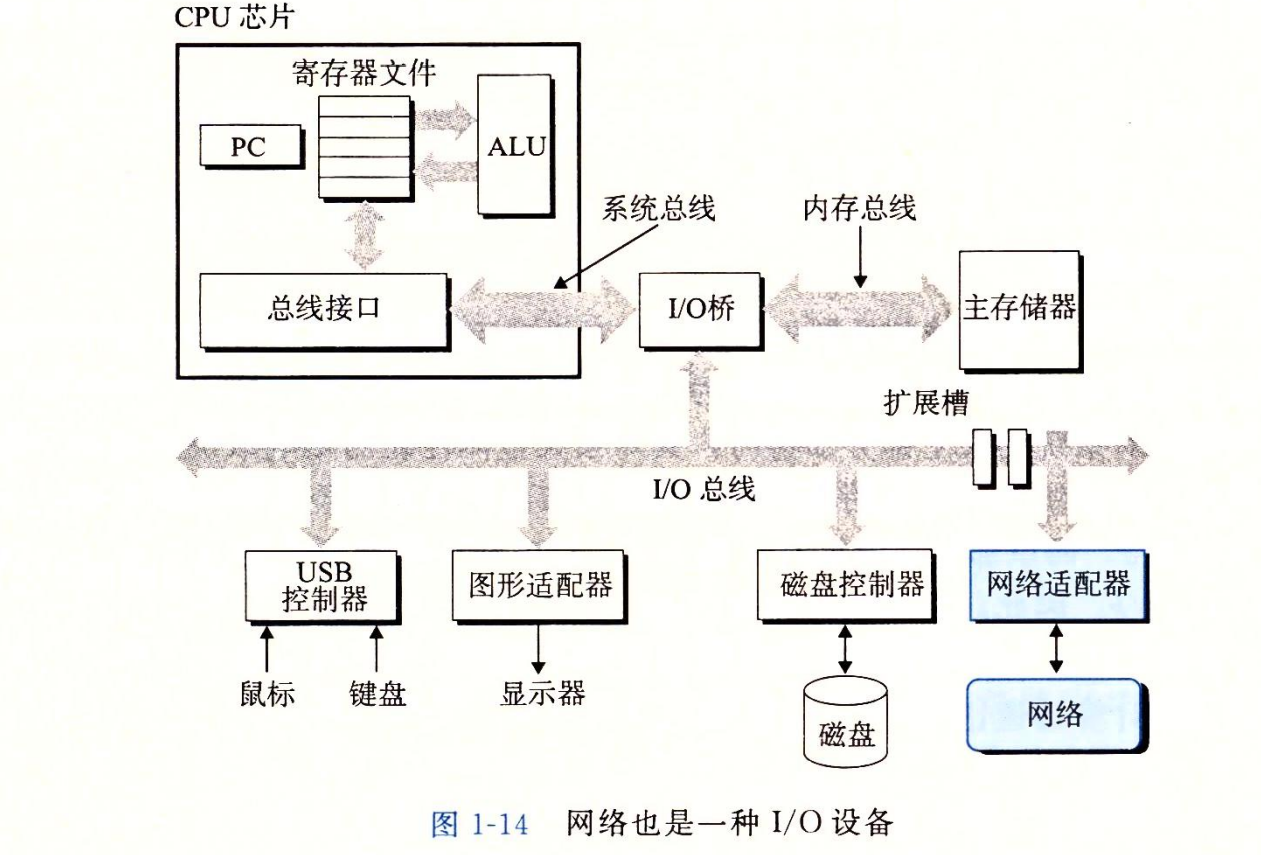 CPU 芯片
寄存器文件
PC
ALU
系统总线
内存总线
总线接口
I/O桥
主存储器
扩展槽
I/O 总线
USB
控制器
图形适配器
磁盘控制器
网络适配器
鼠标
键盘
显示器
磁盘
网络
图 1-14 网络也是一种 I/O 设备